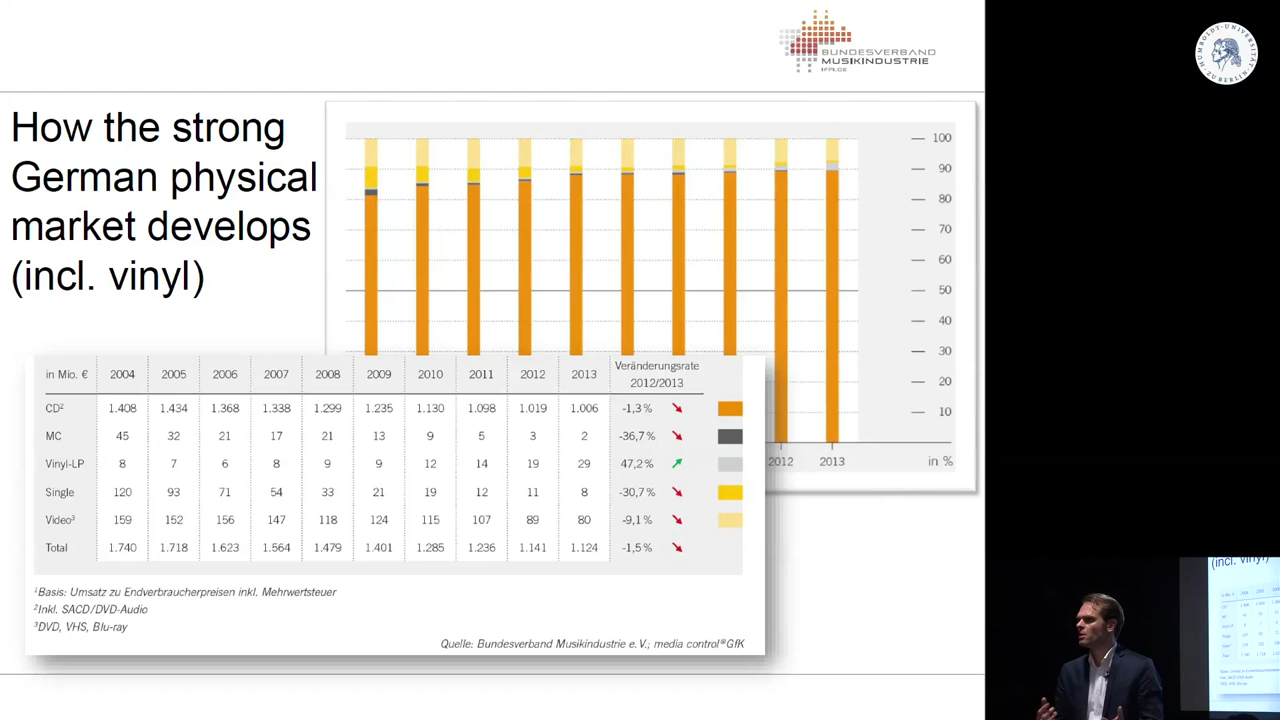 BUNDESVERBAND
MUSIKINDUSTRIE
IFPI.DE
HUMBOLDT-UNIVERSITÄT ZU BERLIN
How the strong
German physical
market develops
(incl. vinyl)
100
90
80
70
60
50
40
30
20
10
2012 2013 in %
in Mio. € 2004 2005 2006 2007 2008 2009 2010 2011 2012 2013 Veränderungsrate
2012/2013
CD² 1.408 1.434 1.368 1.338 1.299 1.235 1.130 1.098 1.019 1.006 -1,3 %
MC 45 32 21 17 21 13 9 5 3 2 -36,7 %
Vinyl-LP 8 7 6 8 9 9 12 14 19 29 47,2 %
Single 120 93 71 54 33 21 19 12 11 8 -30,7 %
Video³ 159 152 156 147 118 124 115 107 89 80 -9,1 %
Total 1.740 1.718 1.623 1.564 1.479 1.401 1.285 1.236 1.141 1.124 -1,5 %
¹Basis: Umsatz zu Endverbraucherpreisen inkl. Mehrwertsteuer
²Inkl. SACD/DVD-Audio
³DVD, VHS, Blu-ray
Quelle: Bundesverband Musikindustrie e.V.; media control®GfK
(incl. vinyl)